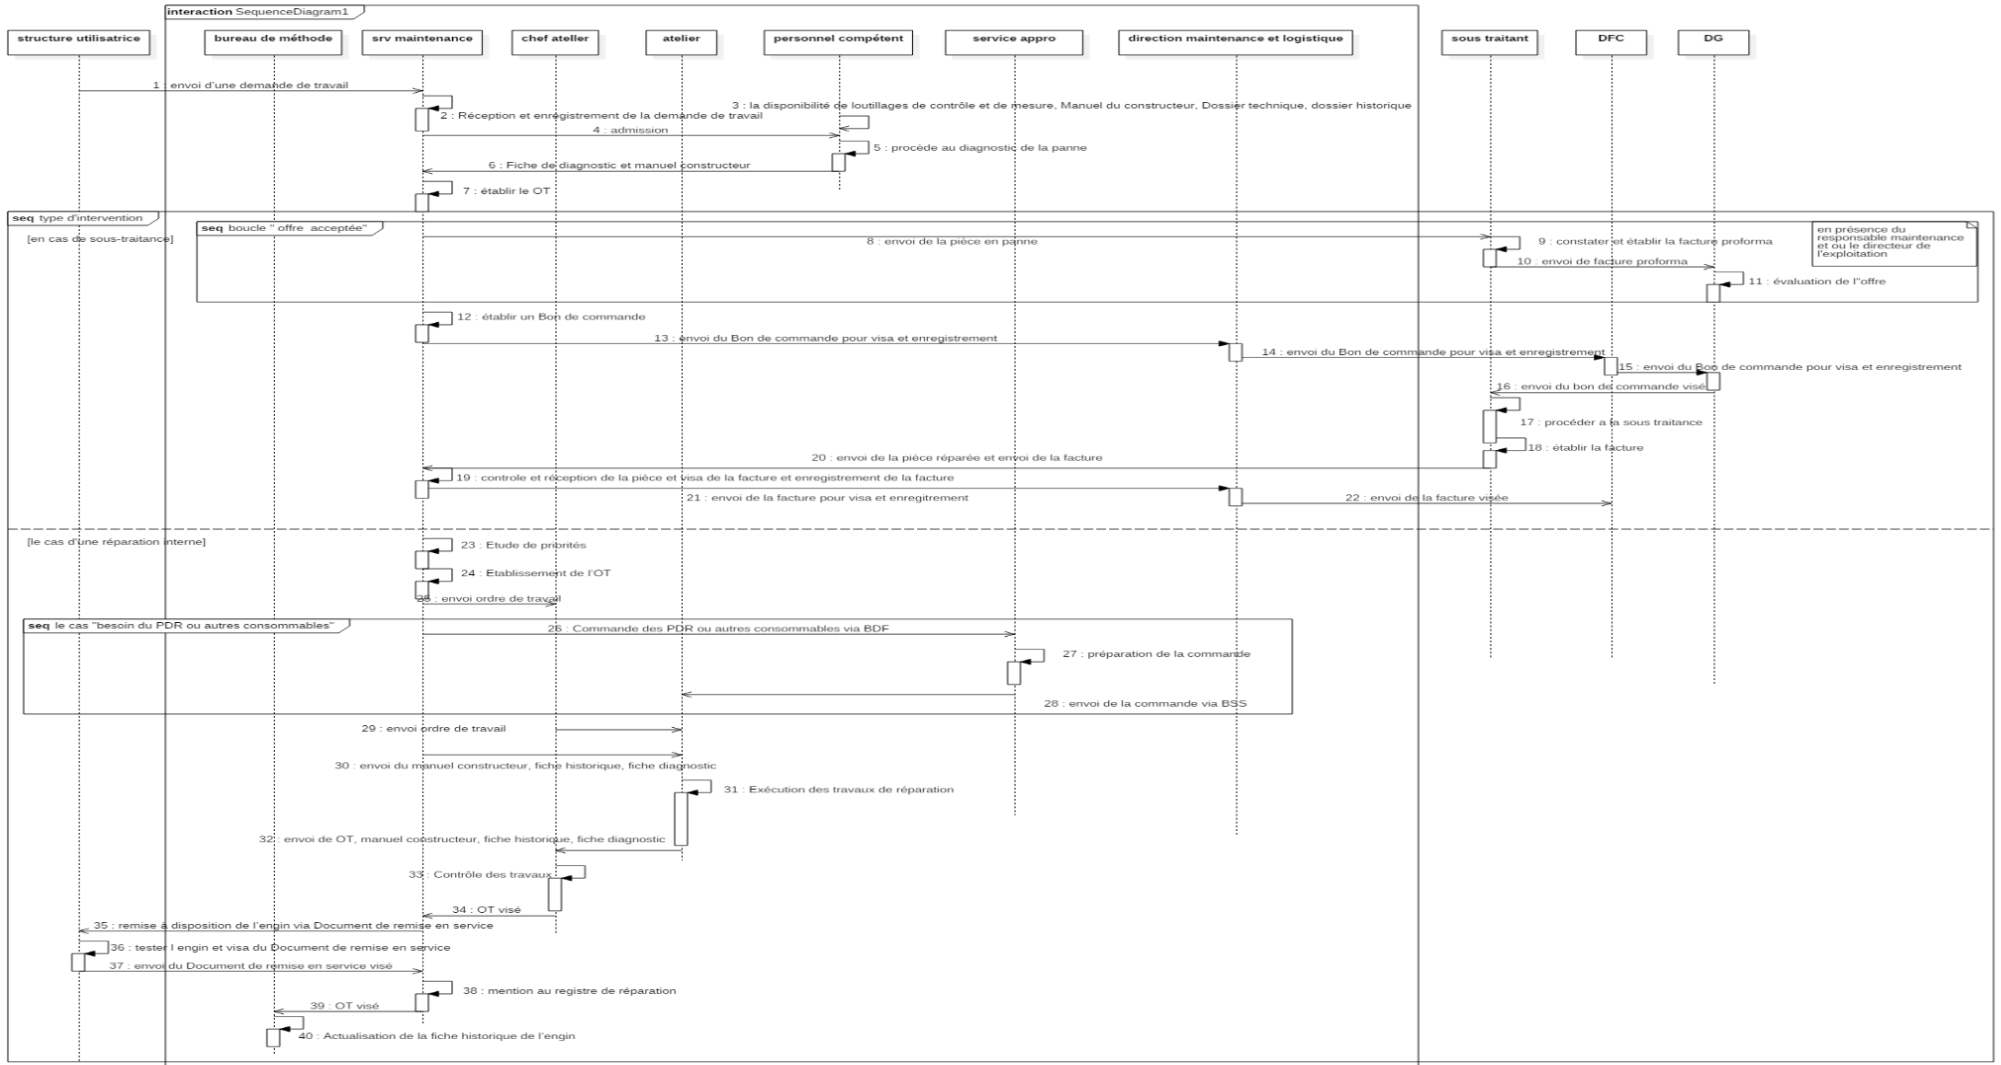 interaction SequenceDiagram1
structure utilisatrice
bureau de méthode
srv maintenance
chef ateller
atelier
personnel compétent
service appro
direction maintenance et logistique
sous traitant
DFC
DG
1 : envoi d'une demande de travail
3 : la disponibilité de loutillages de contrôle et de mesure, Manuel du constructeur, Dossier technique, dossier historique
2 : Réception et enregistrement de la demande de travail
4 : admission
5 : procède au diagnostic de la panne
6 : Fiche de diagnostic et manuel constructeur
7 : établir le OT
seq type d'intervention
seq boucle " offre acceptée"
[en cas de sous-traitance]
8 : envoi de la pièce en panne
9 : constater et établir la facture proforma
en présence du
responsable maintenance
et ou le directeur de
l'exploitation
10 : envoi de facture proforma
11 : évaluation de l"offre
12 : établir un Bon de commande
13 : envoi du Bon de commande pour visa et enregistrement
14 : envoi du Bon de commande pour visa et enregistrement
15 : envoi du Bon de commande pour visa et enregistrement
16 : envoi du bon de commande visé
17 : procéder a la sous traitance
18 : établir la facture
20 : envoi de la pièce réparée et envoi de la facture
19 : controle et réception de la pièce et visa de la facture et enregistrement de la facture
21 : envoi de la facture pour visa et enregitrement
22 : envoi de la facture visée
[le cas d'une réparation interne]
23 : Etude de priorités
24 : Etablissement de l'OT
25 : envoi ordre de travail
seq le cas "besoin du PDR ou autres consommables"
26 : Commande des PDR ou autres consommables via BDF
27 : préparation de la commande
28 : envoi de la commande via BSS
29 : envoi ordre de travail
30 : envoi du manuel constructeur, fiche historique, fiche diagnostic
31 : Exécution des travaux de réparation
32 : envoi de OT, manuel constructeur, fiche historique, fiche diagnostic
33 : Contrôle des travaux
34 : OT visé
35 : remise à disposition de l'engin via Document de remise en service
36 : tester l engin et visa du Document de remise en service
37 : envoi du Document de remise en service visé
38 : mention au registre de réparation
39 : OT visé
40 : Actualisation de la fiche historique de l'engin